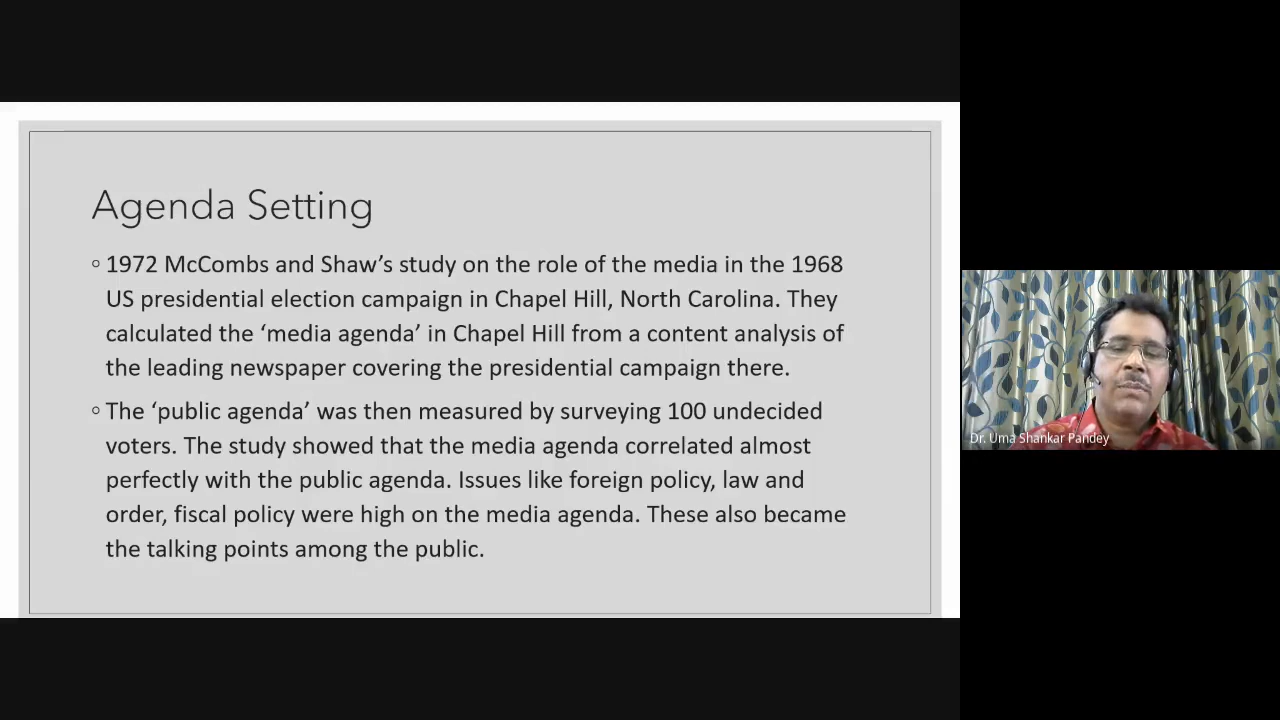 Agenda Setting
◦ 1972 McCombs and Shaw’s study on the role of the media in the 1968
US presidential election campaign in Chapel Hill, North Carolina. They
calculated the ‘media agenda’ in Chapel Hill from a content analysis of
the leading newspaper covering the presidential campaign there.
◦ The ‘public agenda’ was then measured by surveying 100 undecided
voters. The study showed that the media agenda correlated almost
perfectly with the public agenda. Issues like foreign policy, law and
order, fiscal policy were high on the media agenda. These also became
the talking points among the public.
Dr. Uma Shankar Pandey